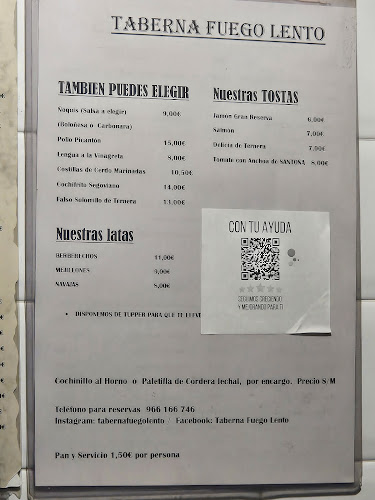 TABERNA FUEGO LENTO
TAMBIEN PUEDES ELEGIR
Ñoquis (Salsa a elegir) 9,00€
(Boloñesa o Carbonara)
Pollo Picantón 15,00€
Lengua a la Vinagreta 8,00€
Costillas de Cerdo Marinadas 10,50€
Cochifrito Segoviano 14,00€
Falso Solomillo de Ternera 13,00€
Nuestras TOSTAS
Jamón Gran Reserva 6,00€
Salmon 7,00€
Delicia de Ternera 7,00€
Tomate con Anchoa de SANTOÑA 8,00€
Nuestras latas
BERBERECHOS 11,00€
MEJILLONES 9,00€
NAVAJAS 8,00€
CON TU AYUDA
SEGUIMOS CRECIENDO
Y MEJORANDO PARA TI
• DISPONEMOS DE TUPPER PARA QUE TE
Cochinillo al Horno o Paletilla de Cordera lechal, por encargo. Precio S/M
Teléfono para reservas 966 166 746
Instagram: tabernafuegolento Facebook: Taberna Fuego Lento
Pan y Servicio 1,50€ por persona